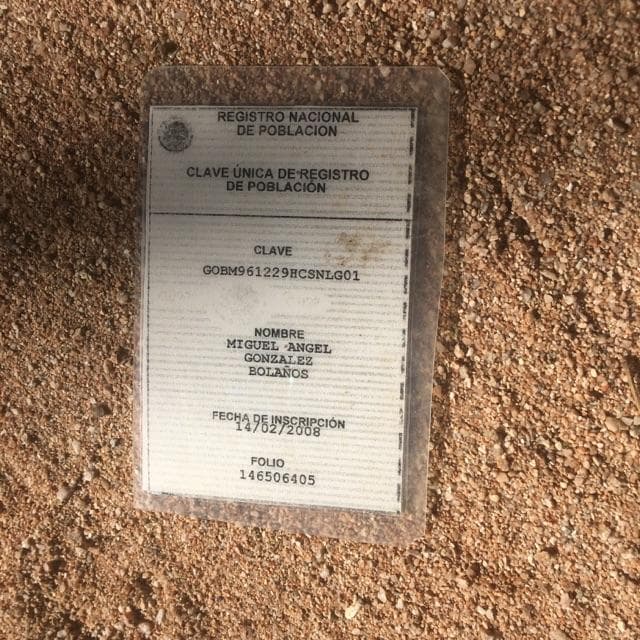 REGISTRO NACIONAL
DE POBLACION
CLAVE ÚNICA DE REGISTRO
DE POBLACIÓN
CLAVE
GOBM961229HCSNLG01
NOMBRE
MIGUEL ANGEL
GONZALEZ
BOLAÑOS
FECHA DE INSCRIPCIÓN
14/02/2008
FOLIO
146506405